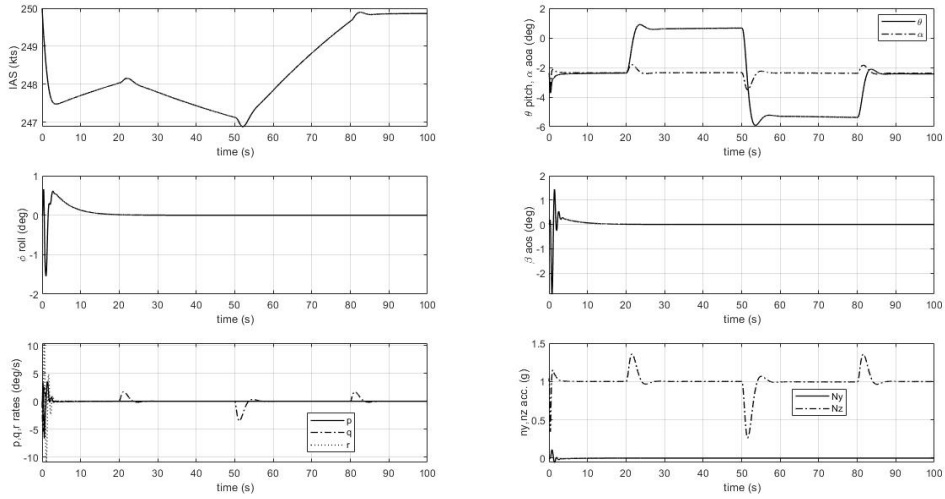 250
249
248
247
IAS (kts)
0 10 20 30 40 50 60 70 80 90 100
time (s)
2
0
-2
-4
-6
θ pitch, α aoa (deg)
θ
α
0 10 20 30 40 50 60 70 80 90 100
time (s)
1
0
-1
-2
ϕ roll (deg)
0 10 20 30 40 50 60 70 80 90 100
time (s)
2
1
0
-1
-2
β aos (deg)
0 10 20 30 40 50 60 70 80 90 100
time (s)
10
5
0
-5
-10
p,q,r rates (deg/s)
p
q
r
0 10 20 30 40 50 60 70 80 90 100
time (s)
1.5
1
0.5
0
ny,nz acc. (g)
Ny
Nz
0 10 20 30 40 50 60 70 80 90 100
time (s)